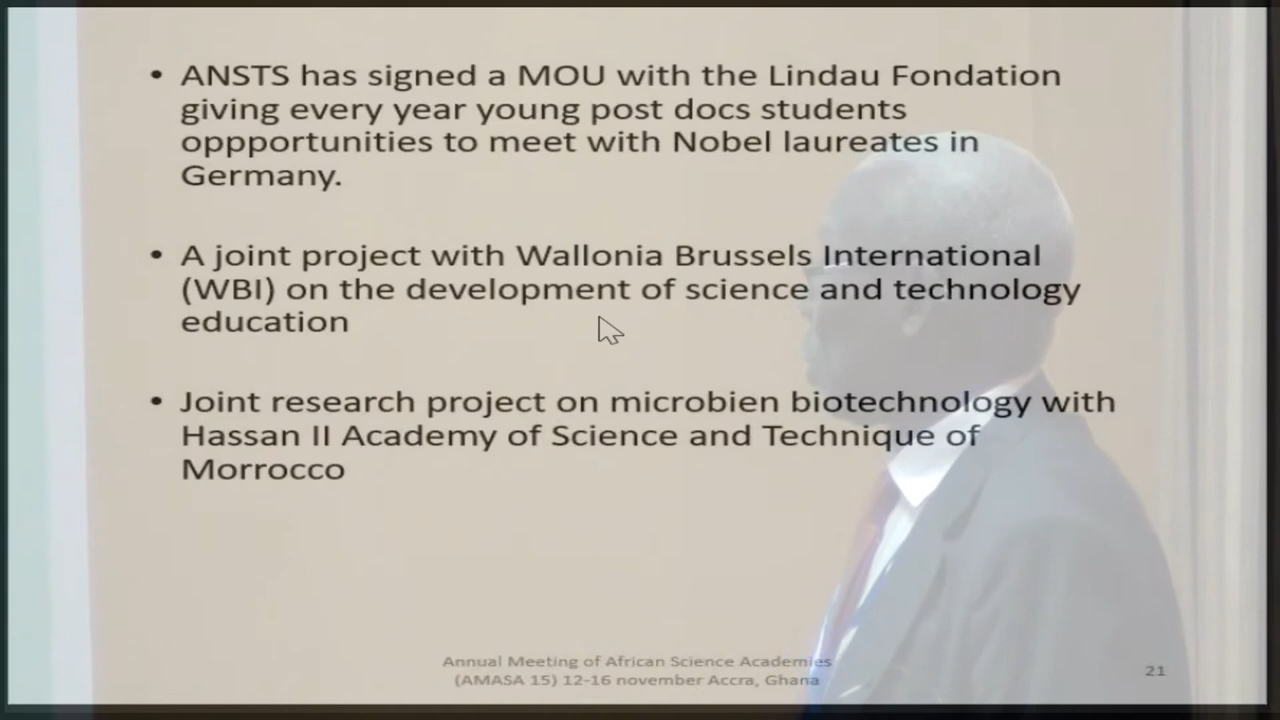 • ANSTS has signed a MOU with the Lindau Fondation
giving every year young post docs students
oppportunities to meet with Nobel laureates in
Germany.
• A joint project with Wallonia Brussels International
(WBI) on the development of science and technology
education
• Joint research project on microbien biotechnology with
Hassan II Academy of Science and Technique of
Morrocco
Annual Meeting of African Science Academies
(AMASA 15) 12-16 november Accra, Ghana
21